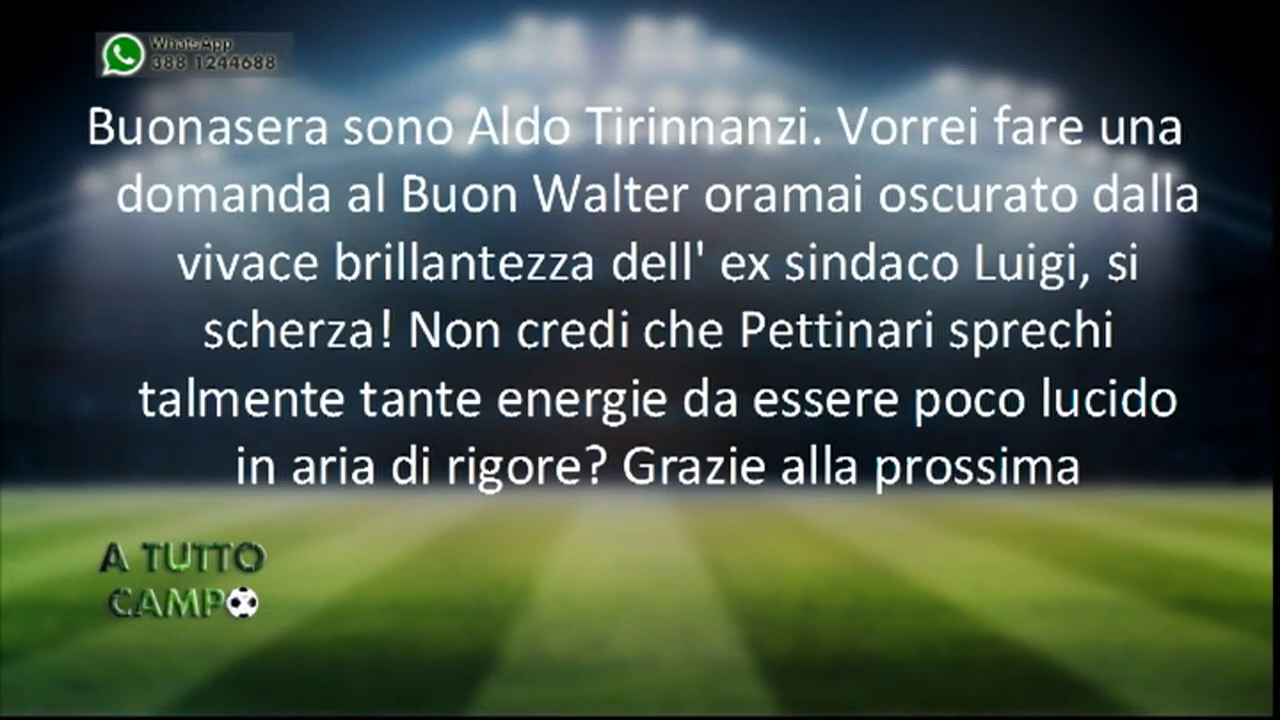 WhatsApp
388 1244688
Buonasera sono Aldo Tirinnanzi. Vorrei fare una
domanda al Buon Walter oramai oscurato dalla
vivace brillantezza dell' ex sindaco Luigi, si
scherza! Non credi che Pettinari sprechi
talmente tante energie da essere poco lucido
in aria di rigore? Grazie alla prossima
A TUTTO
CAMPO